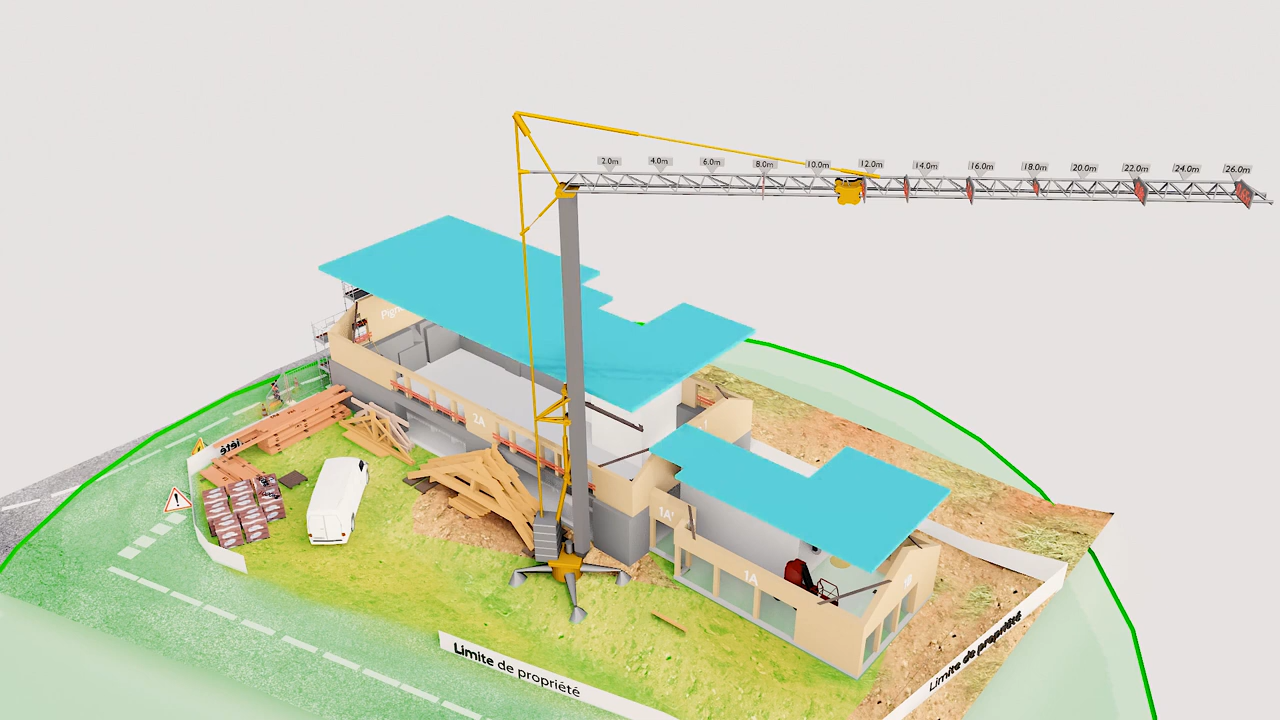 2.0m 4.0m 6.0m 8.0m 10.0m 12.0m 14.0m 16.0m 18.0m 20.0m 22.0m 24.0m 26.0m
2A
1A'
1A
1B
Limite de propriété
Limite de propriété